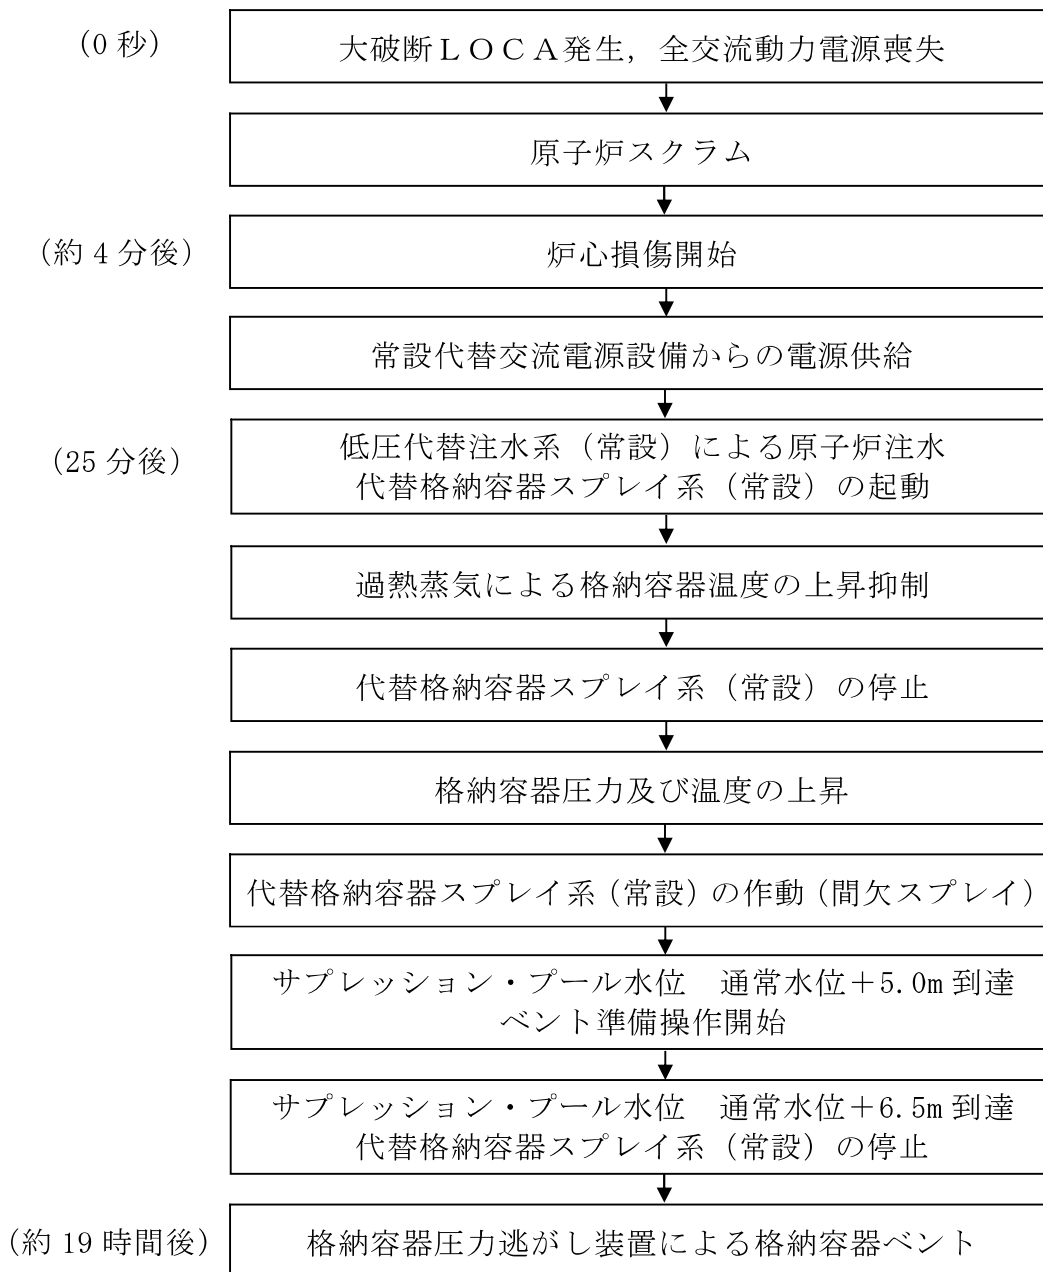 (0 秒)
大破断ＬＯＣＡ発生，全交流動力電源喪失
原子炉スクラム
(約 4 分後)
炉心損傷開始
常設代替交流電源設備からの電源供給
(25 分後)
低圧代替注水系（常設）による原子炉注水
代替格納容器スプレイ系（常設）の起動
過熱蒸気による格納容器温度の上昇抑制
代替格納容器スプレイ系（常設）の停止
格納容器圧力及び温度の上昇
代替格納容器スプレイ系（常設）の作動（間欠スプレイ）
サプレッション・プール水位　通常水位＋5.0m 到達
ベント準備操作開始
サプレッション・プール水位　通常水位＋6.5m 到達
代替格納容器スプレイ系（常設）の停止
(約 19 時間後)
格納容器圧力逃がし装置による格納容器ベント